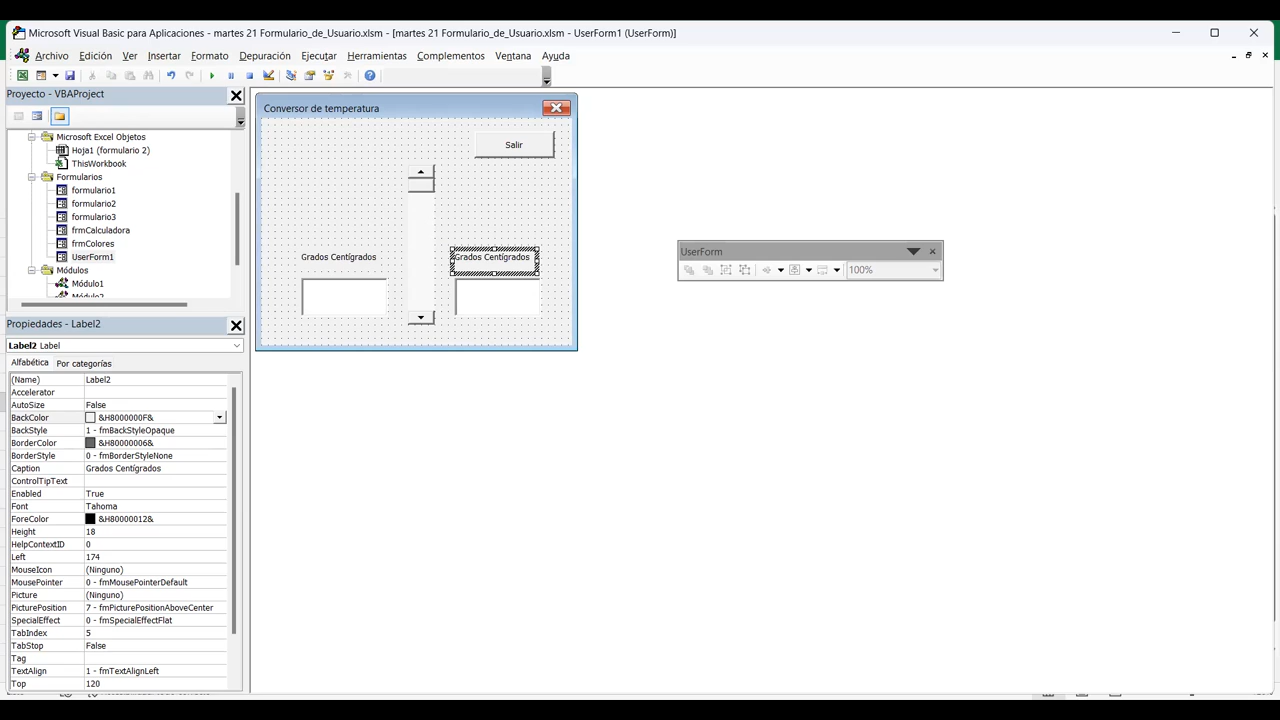 Microsoft Visual Basic para Aplicaciones - martes 21 Formulario_de_Usuario.xlsm - [martes 21 Formulario_de_Usuario.xlsm - UserForm1 (UserForm)]
Archivo Edición Ver Insertar Formato Depuración Ejecutar Herramientas Complementos Ventana Ayuda
Proyecto - VBAProject
Microsoft Excel Objetos
Hoja1 (formulario 2)
ThisWorkbook
Formularios
formulario1
formulario2
formulario3
frmCalculadora
frmColores
UserForm1
Módulos
Módulo1
Módulo2
Propiedades - Label2
Label2 Label
Alfabética Por categorías
(Name) Label2
Accelerator
AutoSize False
BackColor &H8000000F&
BackStyle 1 - fmBackStyleOpaque
BorderColor &H80000006&
BorderStyle 0 - fmBorderStyleNone
Caption Grados Centígrados
ControlTipText
Enabled True
Font Tahoma
ForeColor &H80000012&
Height 18
HelpContextID 0
Left 174
MouseIcon (Ninguno)
MousePointer 0 - fmMousePointerDefault
Picture (Ninguno)
PicturePosition 7 - fmPicturePositionAboveCenter
SpecialEffect 0 - fmSpecialEffectFlat
TabIndex 5
TabStop False
Tag
TextAlign 1 - fmTextAlignLeft
Top 120
Conversor de temperatura
Salir
Grados Centígrados
Grados Centígrados
UserForm
100%